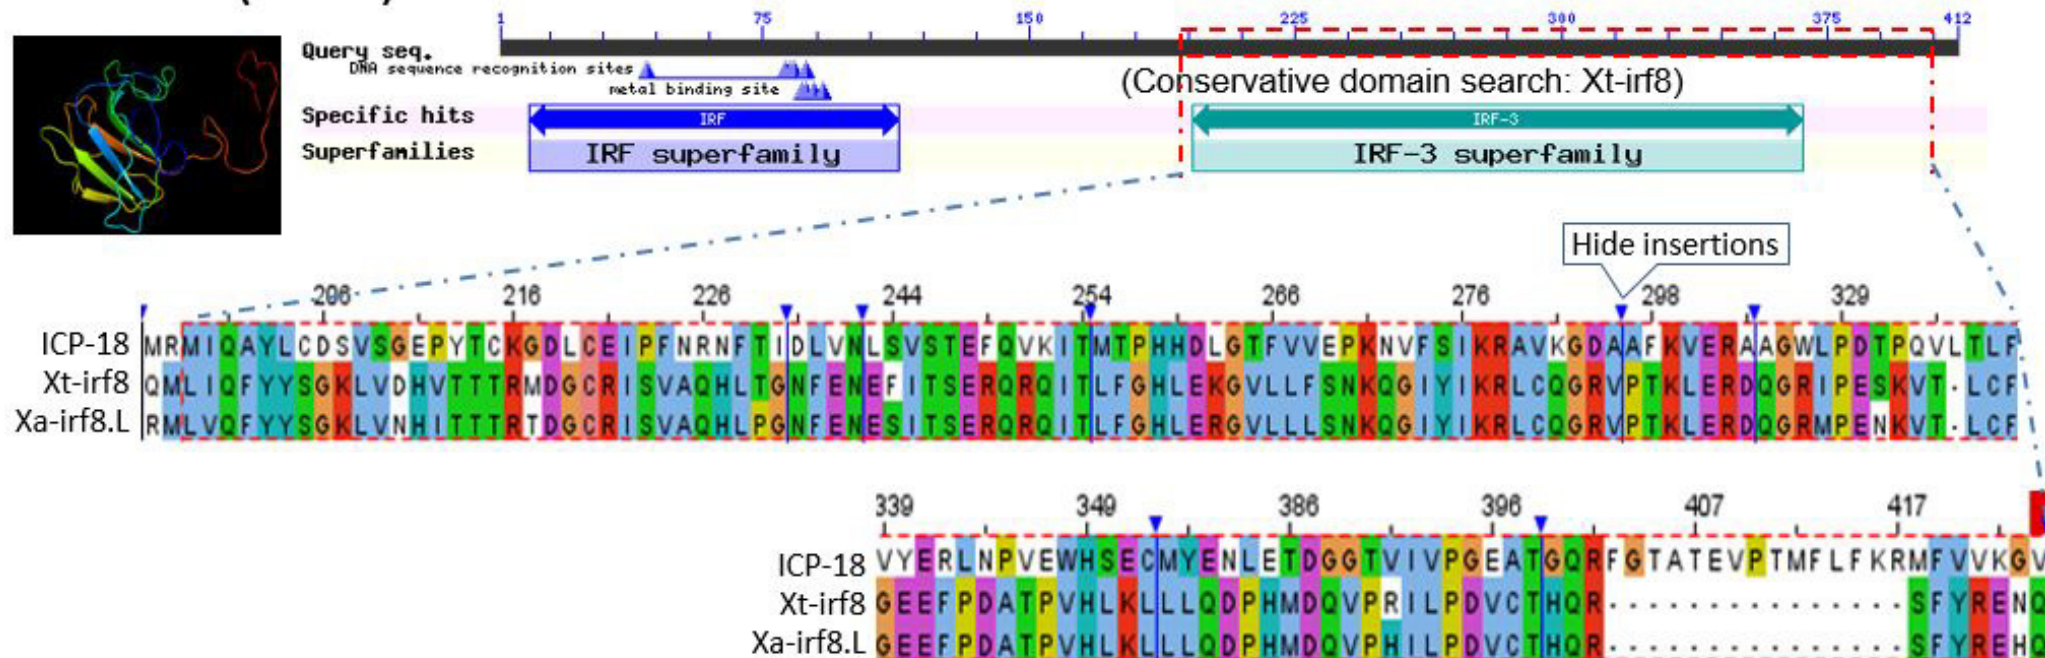 1 75 150 225 300 375 412
Query seq.
DNA sequence recognition sites
(Conservative domain search: Xt-irf8)
metal binding site
Specific hits
IRF IRF-3
Superfamilies
IRF superfamily IRF-3 superfamily
Hide insertions
206 216 226 244 254 266 276 298 329
ICP-18 MRMIQAYLCDSVSGEPYTCKGDLCEIPFNRNFTIDLVNLSVSTEFQVKITMTPHHDLGTFVVEPKNVFSIKRAVKGDAAFKVERAAGWLPDTPQVLTLF
Xt-irf8 QMLIQFYYSGKLVDHVTTTRMDGCRISVAQHLTGNFENEFITSERQRQITLFGHLEKGVLLFSNKQGIYIKRLCQGRVPTKLERDQGRIPESKVT.LCF
Xa-irf8.L RMLVQFYYSGKLVNHITTTRTDGCRISVAQHLPGNFENESITSERQRQITLFGHLERGVLLLSNKQGIYIKRLCQGRVPTKLERDQGRMPENKVT.LCF
339 349 386 396 407 417
ICP-18 VYERLNPVEWHSECMYENLETDGGTVIVPGEATGQRFGTATEVPTMFLFKRMFVVKGV
Xt-irf8 GEEFPDATPVHLKLLLQDPHMDQVPRILPDVCTHQR...............SFYRENQ
Xa-irf8.L GEEFPDATPVHLKLLLQDPHMDQVPHILPDVCTHQR...............SFYREHQ